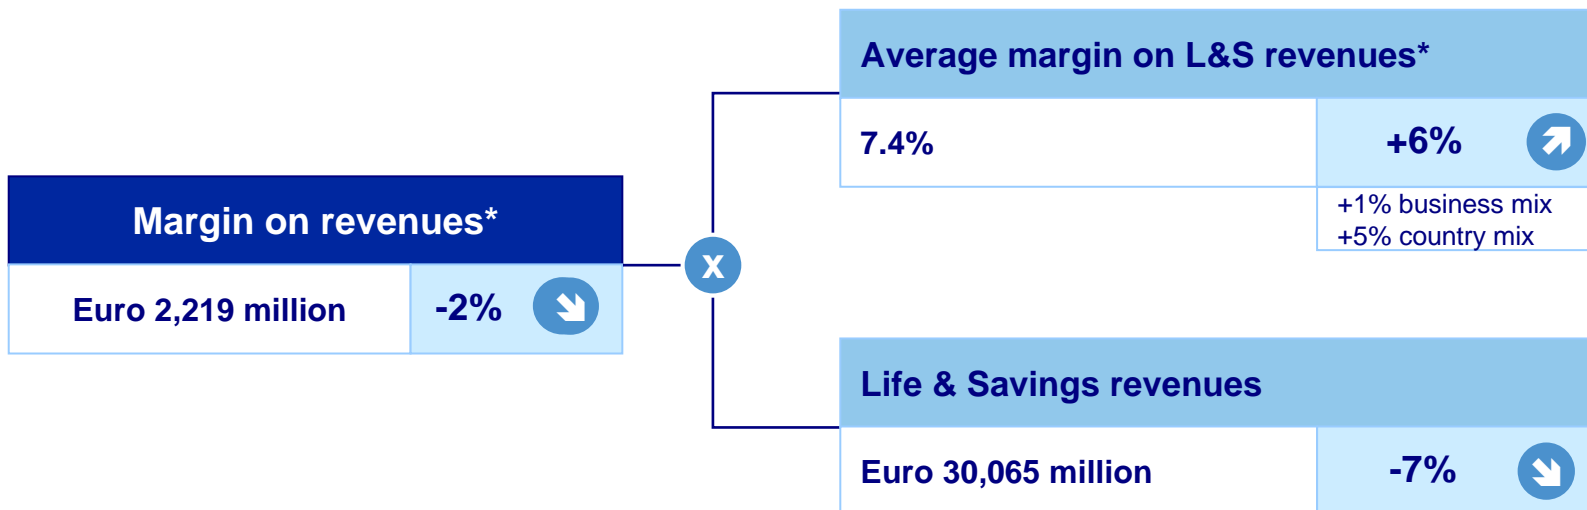 Average margin on L&S revenues*
7.4%
+6%
+1% business mix
+5% country mix
Margin on revenues*
Euro 2,219 million
-2%
x
Life & Savings revenues
Euro 30,065 million
-7%